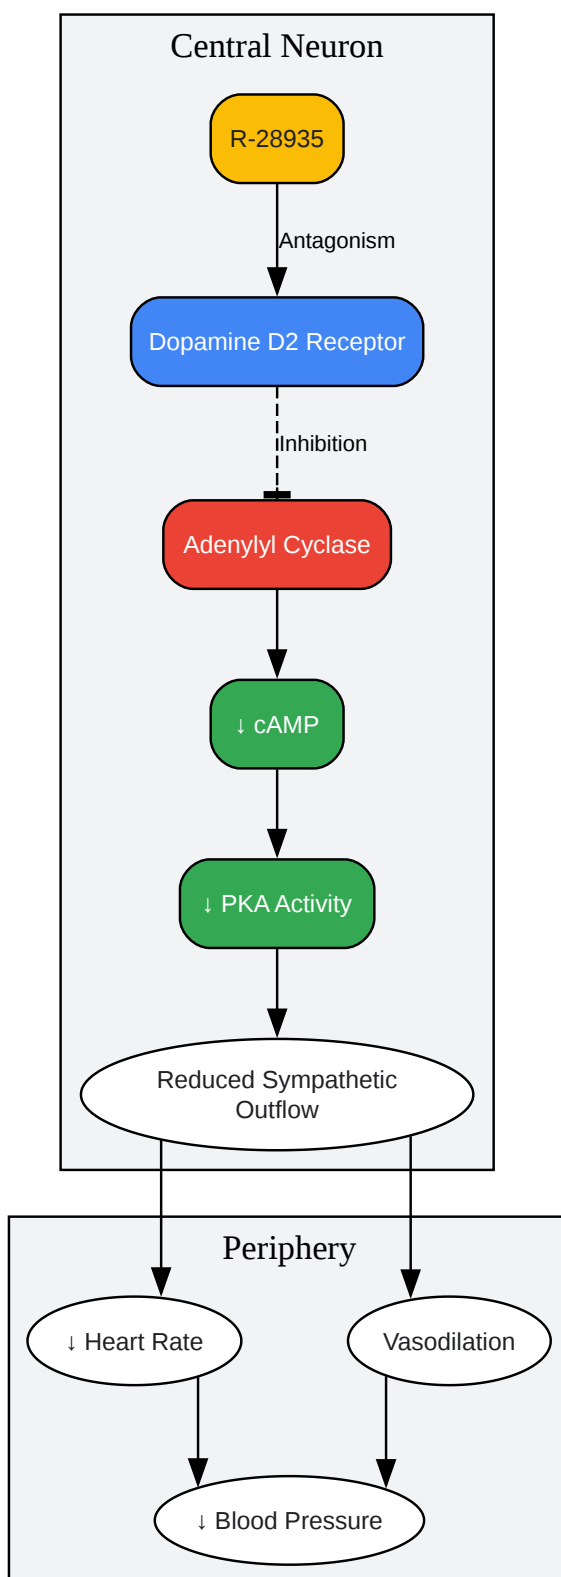 Central Neuron
R-28935
Antagonism
Dopamine D2 Receptor
Inhibition
Adenylyl Cyclase
↓ cAMP
↓ PKA Activity
Reduced Sympathetic
Outflow
Periphery
↓ Heart Rate
Vasodilation
↓ Blood Pressure